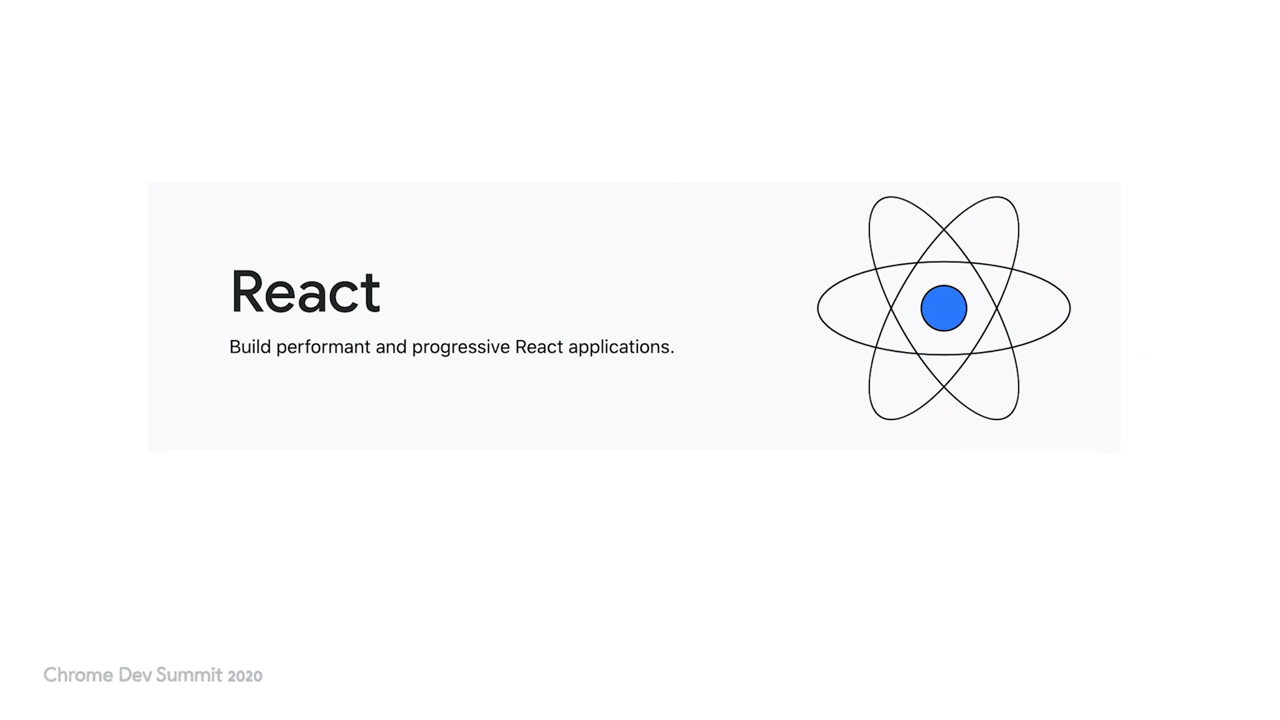 React
Build performant and progressive React applications.
Chrome Dev Summit 2020